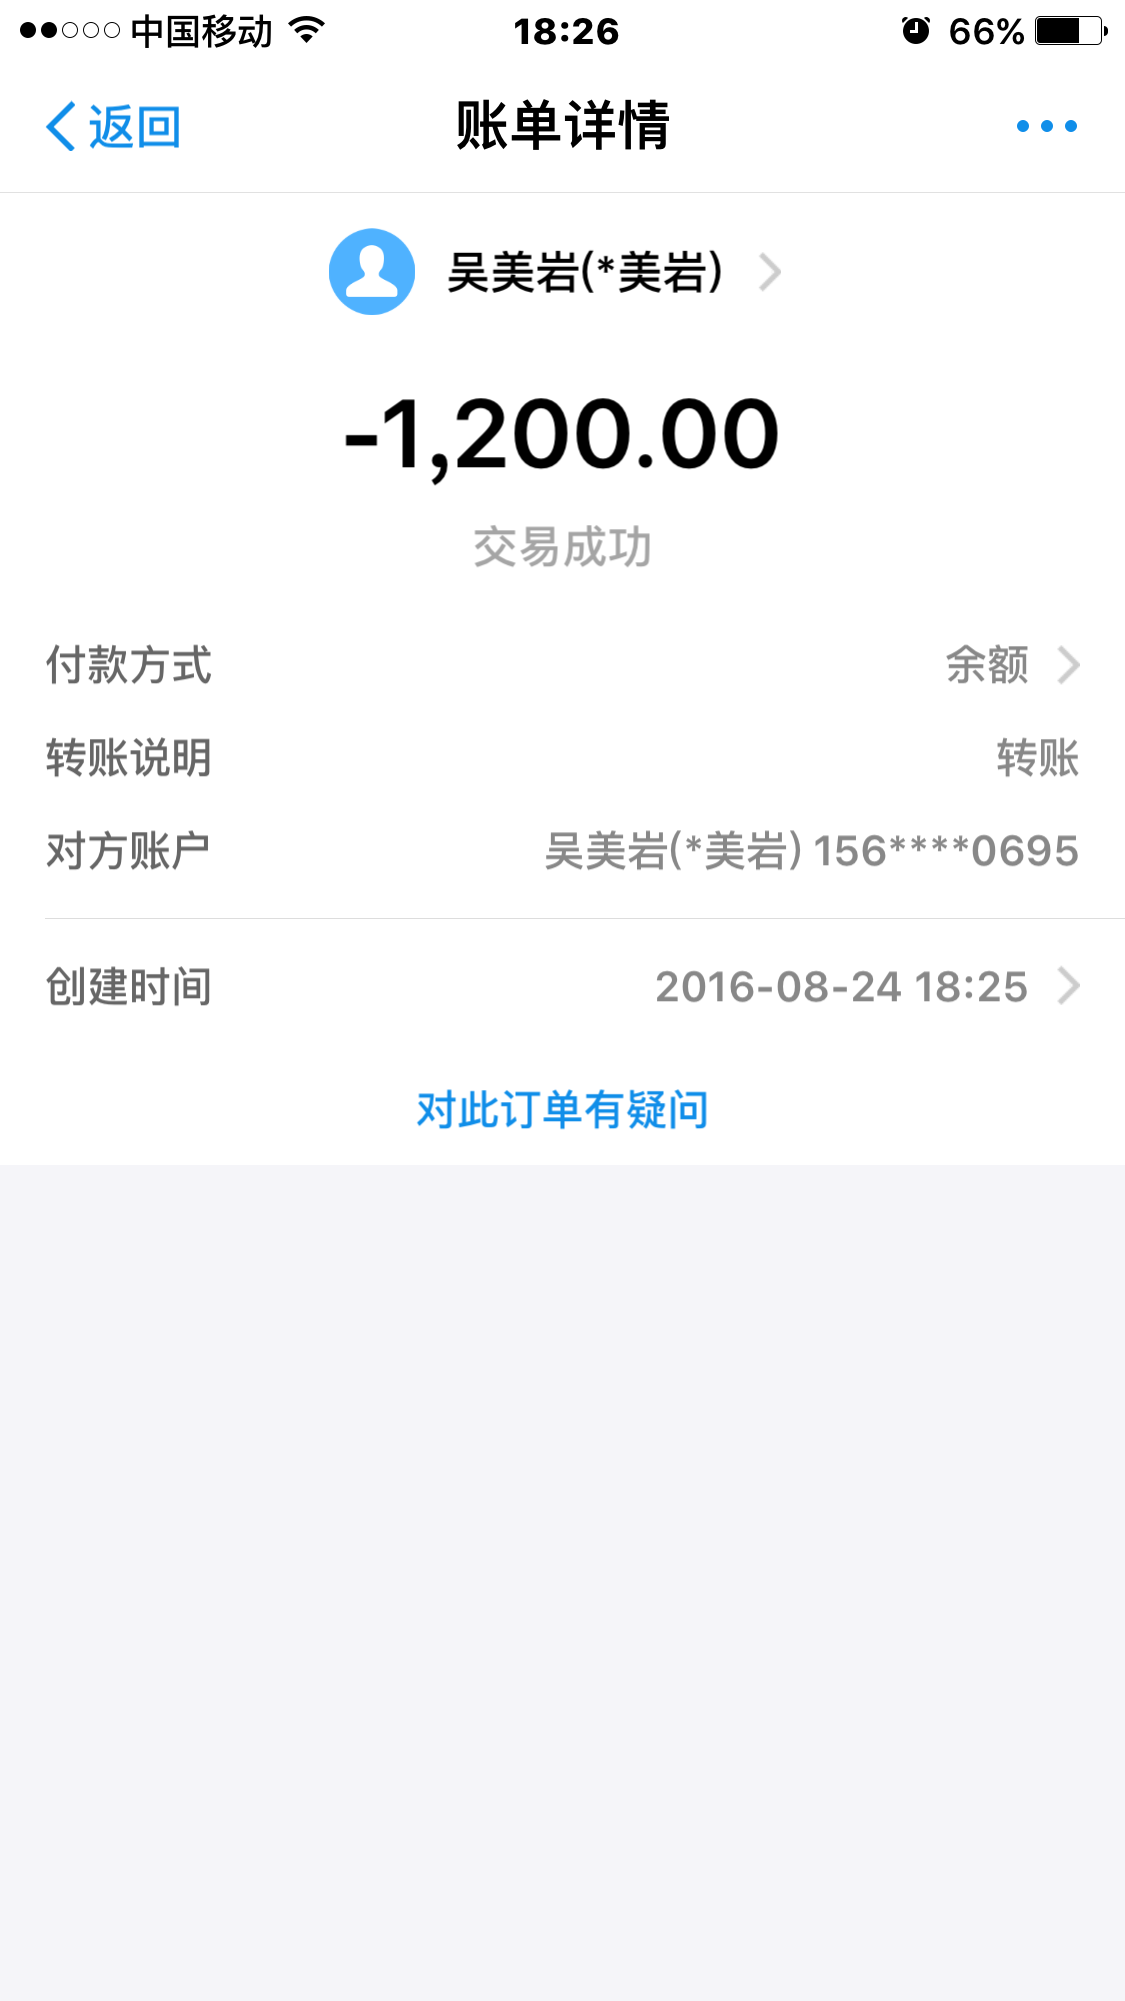 中国移动 18:26 66%
返回 账单详情
吴美岩(*美岩)
-1,200.00
交易成功
付款方式 余额
转账说明 转账
对方账户 吴美岩(*美岩) 156****0695
创建时间 2016-08-24 18:25
对此订单有疑问